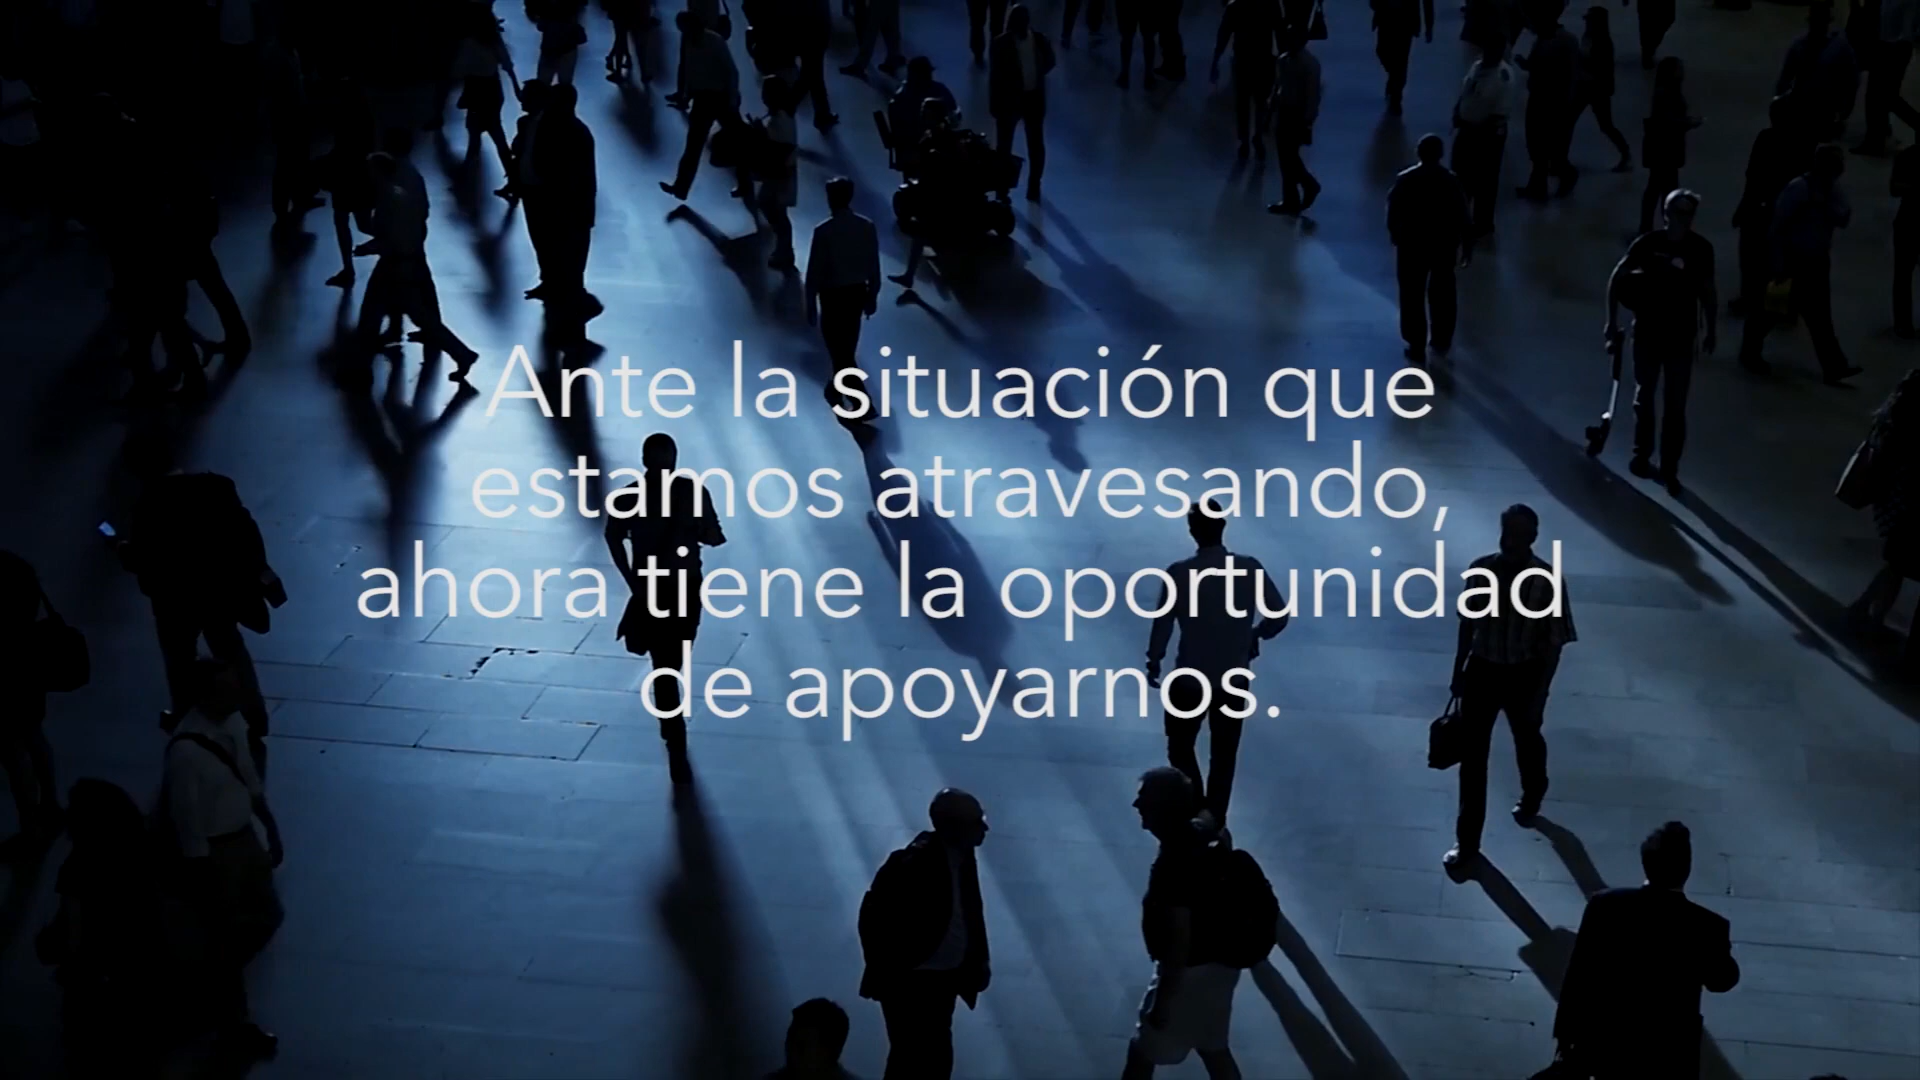 Ante la situación que
estamos atravesando,
ahora tiene la oportunidad
de apoyarnos.